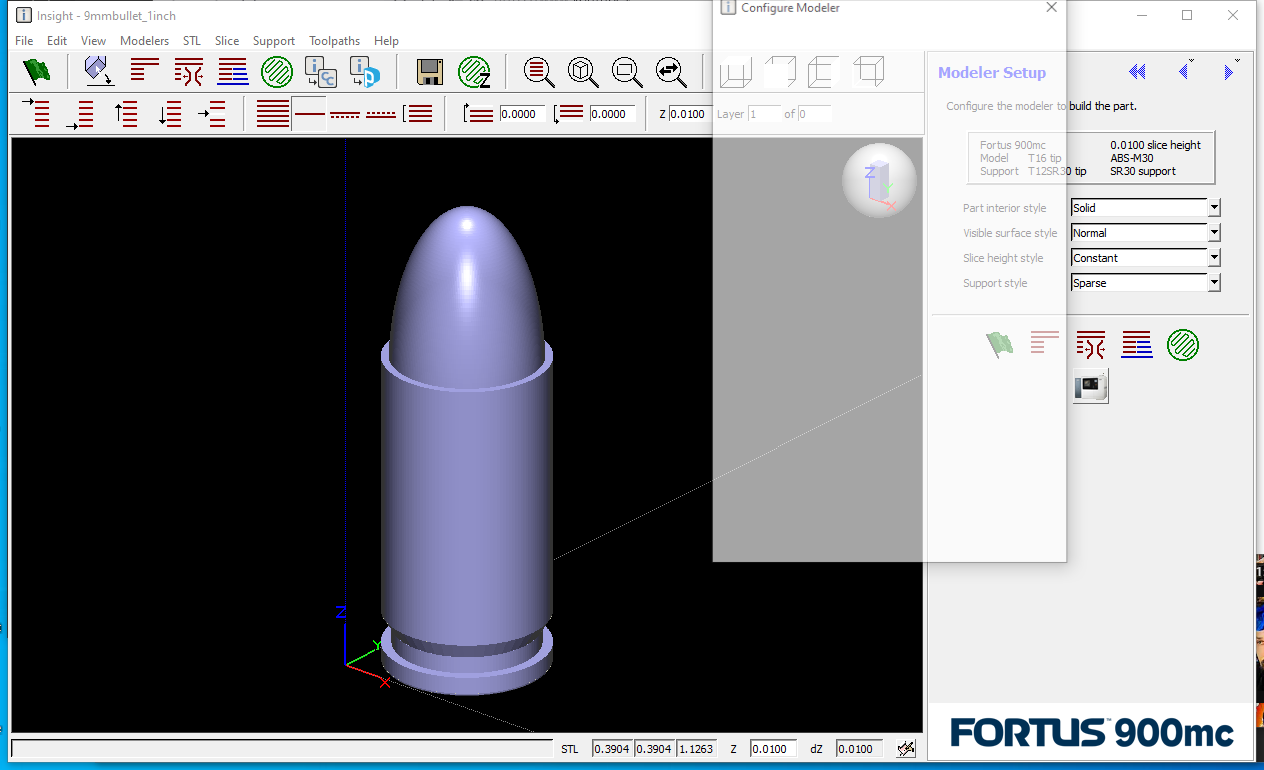 Insight - 9mmbullet_1inch
Configure Modeler
File Edit View Modelers STL Slice Support Toolpaths Help
i
cc
i
p
Z
0.0000
0.0000
Z 0.0100
Layer 1 of 0
Z
Y
X
Z
Y
X
Modeler Setup
Configure the modeler to build the part.
Fortus 900mc 0.0100 slice height
Model T16 tip ABS-M30
Support T12SR30 tip SR30 support
Part interior style Solid
Visible surface style Normal
Slice height style Constant
Support style Sparse
FORTUS™ 900mc
STL 0.3904 0.3904 1.1263 Z 0.0100 dZ 0.0100